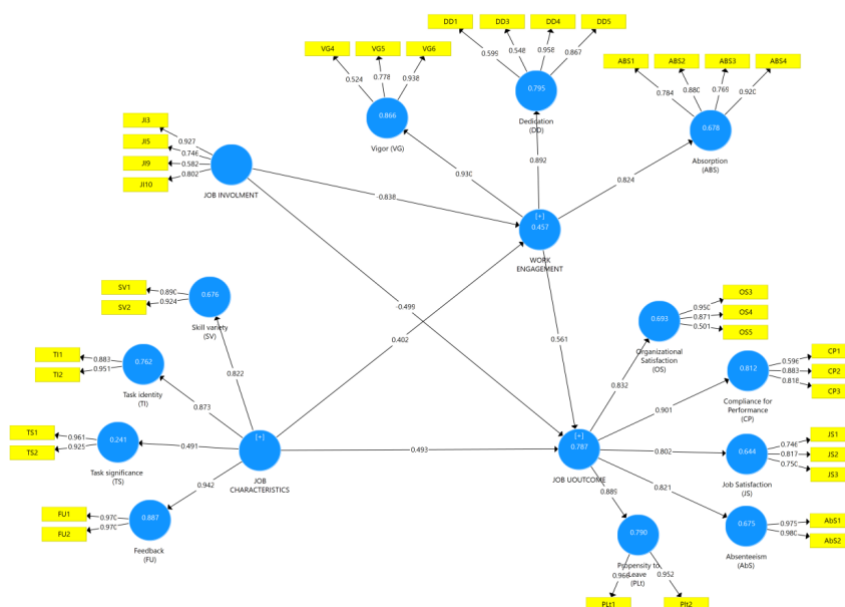 DD1
DD3
DD4
DD5
0.599
0.548
0.958
0.867
VG4
VG5
VG6
0.524
0.778
0.938
0.795
Dedication
(DD)
ABS1
ABS2
ABS3
ABS4
0.784
0.880
0.769
0.920
0.678
Absorption
(ABS)
0.866
Vigor (VG)
JI3
JI5
JI9
JI10
0.927
0.746
0.582
0.802
JOB INVOLMENT
0.930
0.892
0.824
-0.838
[+]
0.457
WORK
ENGAGEMENT
SV1
SV2
0.890
0.924
0.676
Skill variety
(SV)
-0.499
0.402
0.561
OS3
OS4
OS5
0.950
0.871
0.501
0.693
Organizational
Satisfaction
(OS)
TI1
TI2
0.883
0.951
0.762
Task identity
(TI)
0.822
0.873
0.832
CP1
CP2
CP3
0.596
0.883
0.818
0.812
Compliance for
Performance
(CP)
0.901
TS1
TS2
0.961
0.925
0.241
Task significance
(TS)
0.491
[+]
JOB
CHARACTERISTICS
0.493
[+]
0.787
JOB UOUTCOME
0.802
JS1
JS2
JS3
0.746
0.817
0.750
0.644
Job Satisfaction
(JS)
0.942
0.885
0.821
FU1
FU2
0.970
0.970
0.887
Feedback
(FU)
0.675
Absenteeism
(AbS)
AbS1
AbS2
0.975
0.980
0.790
Propensity to
Leave
(PLt)
0.966
0.952
PLt1
Plt2